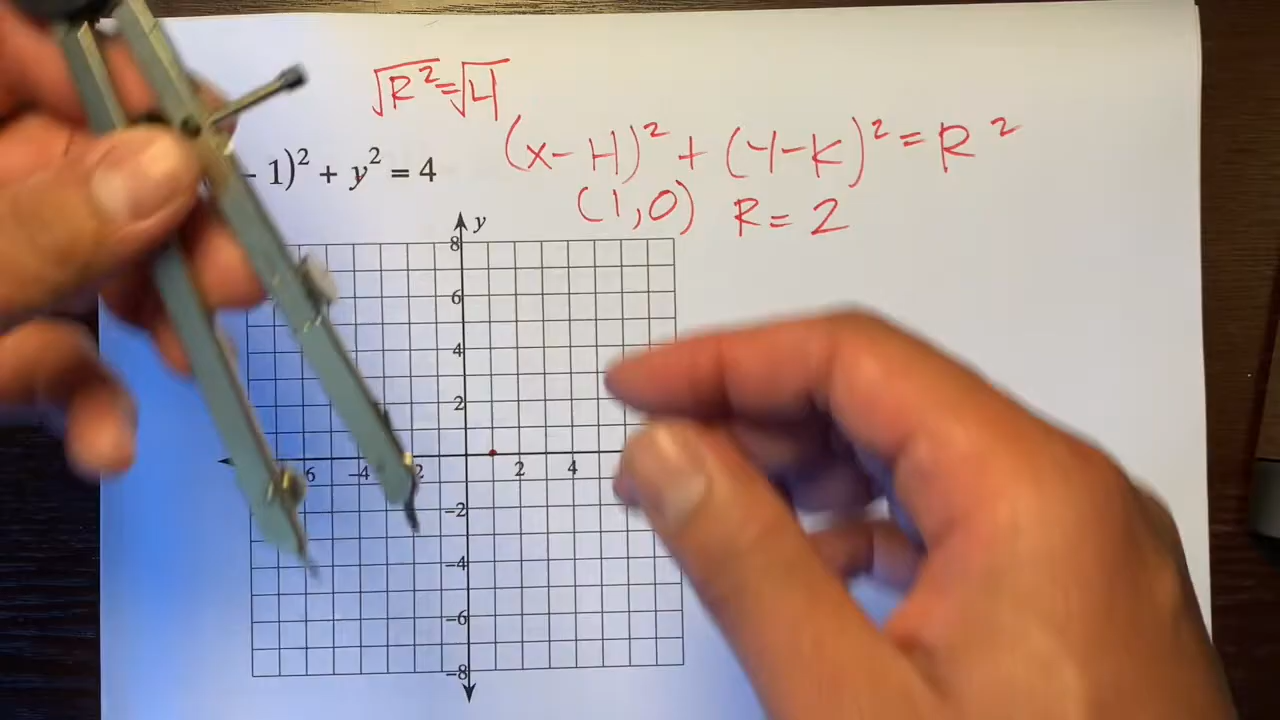 √R² = √4
(x - H)² + (Y - K)² = R²
- 1)² + y² = 4
(1,0) R = 2
y
8
6
4
2
6 -4 2 2 4
-2
-4
-6
-8